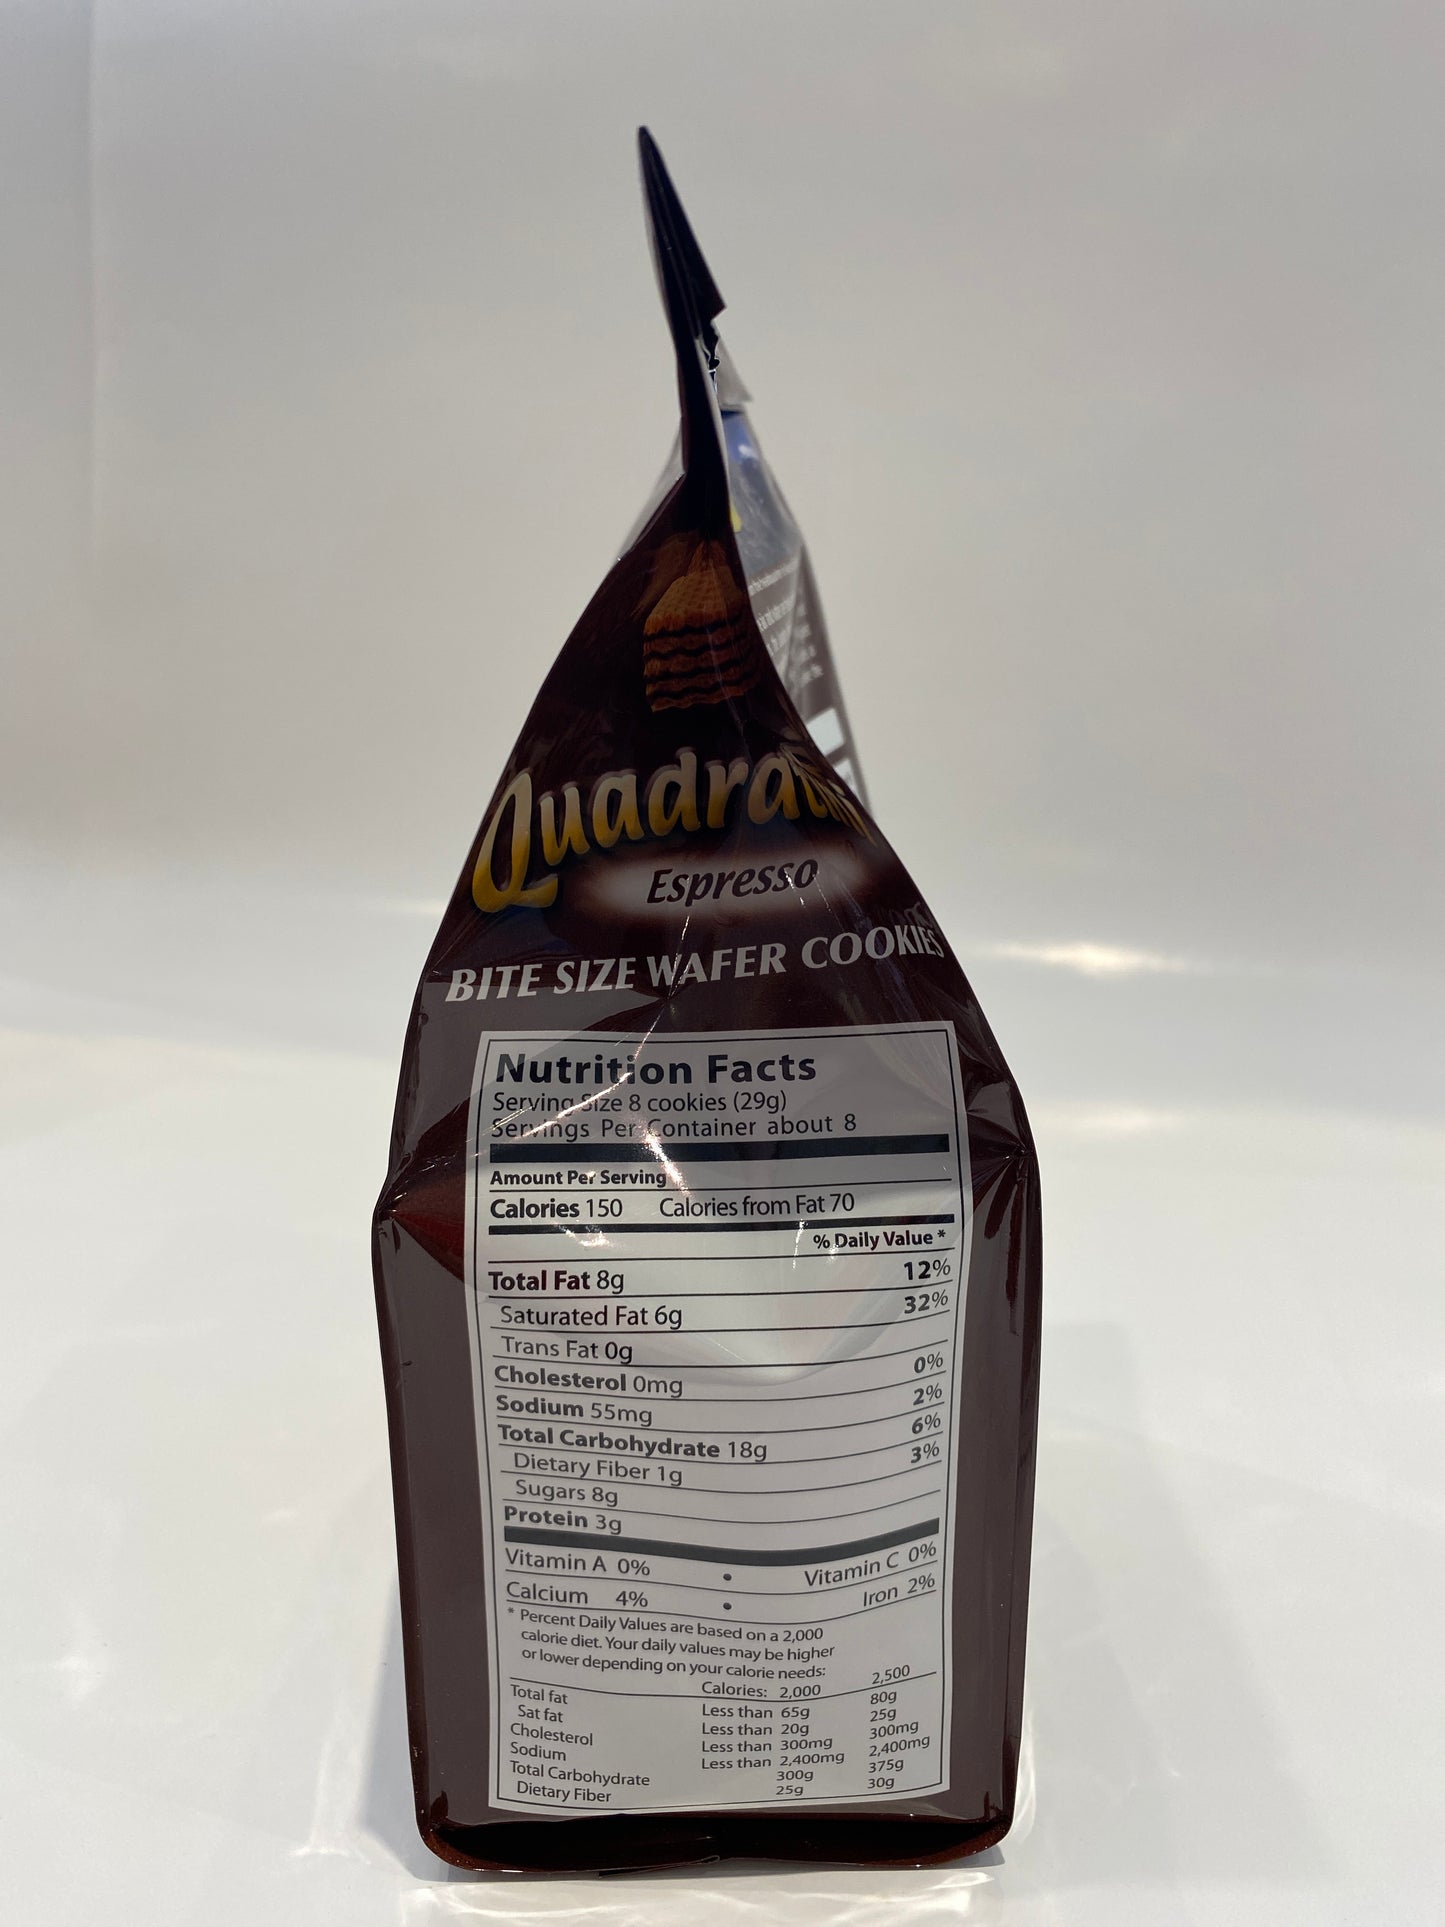 Quadratini
Espresso
BITE SIZE WAFER COOKIES
Nutrition Facts
Serving Size 8 cookies (29g)
Servings Per Container about 8
Amount Per Serving
Calories 150 Calories from Fat 70
% Daily Value *
Total Fat 8g 12%
Saturated Fat 6g 32%
Trans Fat 0g
Cholesterol 0mg 0%
Sodium 55mg 2%
Total Carbohydrate 18g 6%
Dietary Fiber 1g 3%
Sugars 8g
Protein 3g
Vitamin A 0% • Vitamin C 0%
Calcium 4% • Iron 2%
* Percent Daily Values are based on a 2,000
calorie diet. Your daily values may be higher
or lower depending on your calorie needs:
Calories: 2,000 2,500
Total fat Less than 65g 80g
Sat fat Less than 20g 25g
Cholesterol Less than 300mg 300mg
Sodium Less than 2,400mg 2,400mg
Total Carbohydrate 300g 375g
Dietary Fiber 25g 30g